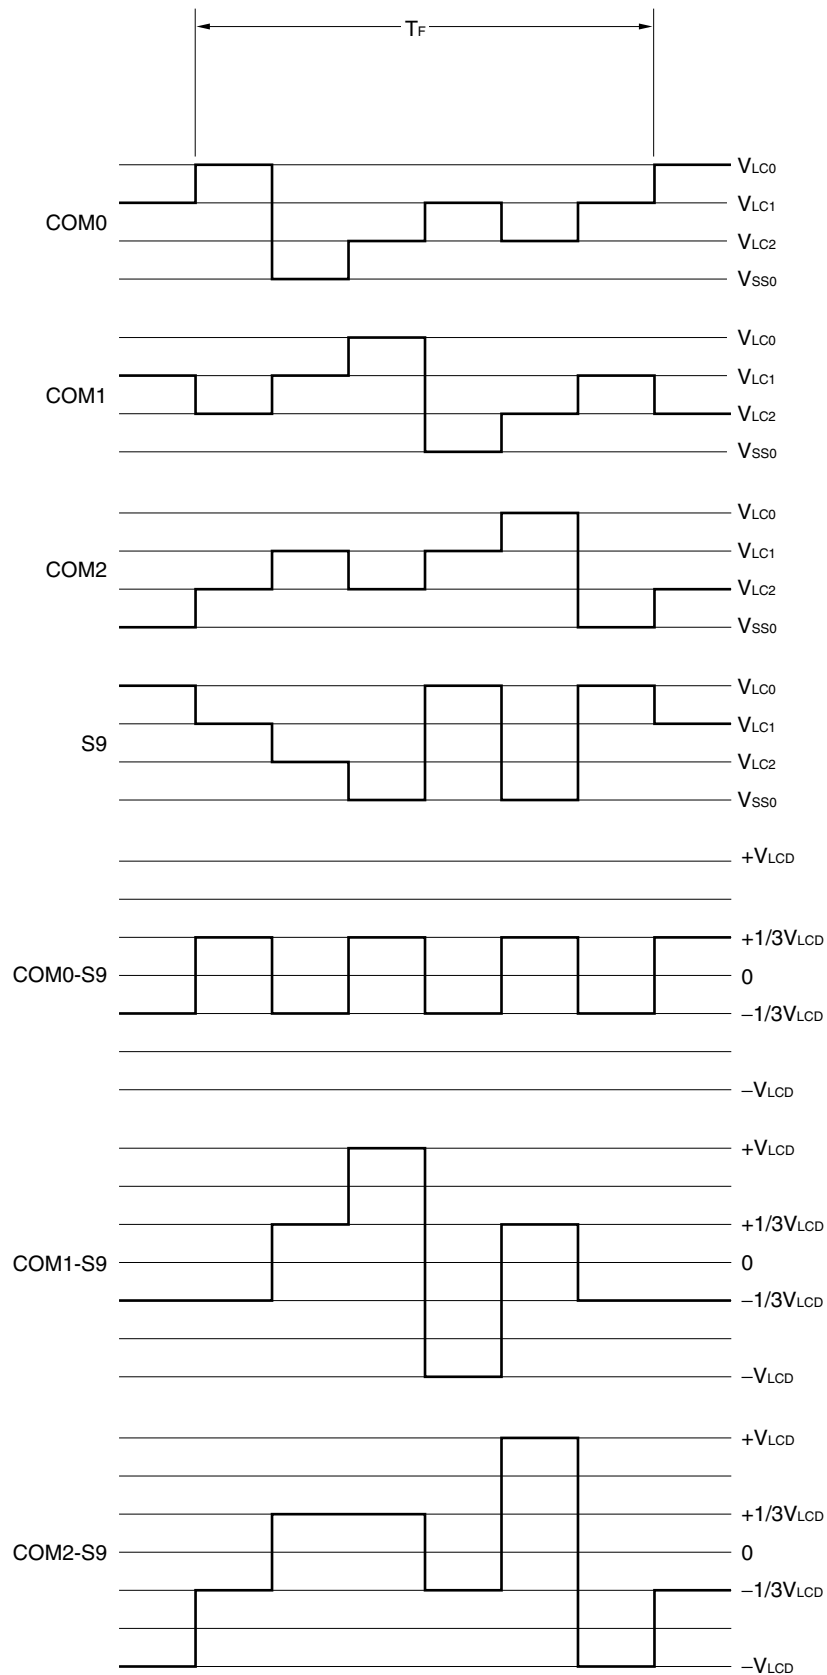 TF
VLC0
VLC1
COM0
VLC2
VSS0
VLC0
VLC1
COM1
VLC2
VSS0
VLC0
VLC1
COM2
VLC2
VSS0
VLC0
VLC1
S9
VLC2
VSS0
+VLCD
+1/3VLCD
COM0-S9
0
–1/3VLCD
–VLCD
+VLCD
+1/3VLCD
COM1-S9
0
–1/3VLCD
–VLCD
+VLCD
+1/3VLCD
COM2-S9
0
–1/3VLCD
–VLCD